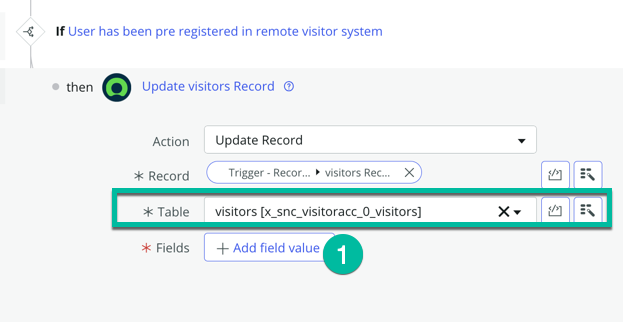 If User has been pre registered in remote visitor system
then Update visitors Record
Action Update Record
* Record Trigger - Recor... ▸ visitors Rec...
* Table visitors [x_snc_visitoracc_0_visitors]
* Fields + Add field value
1